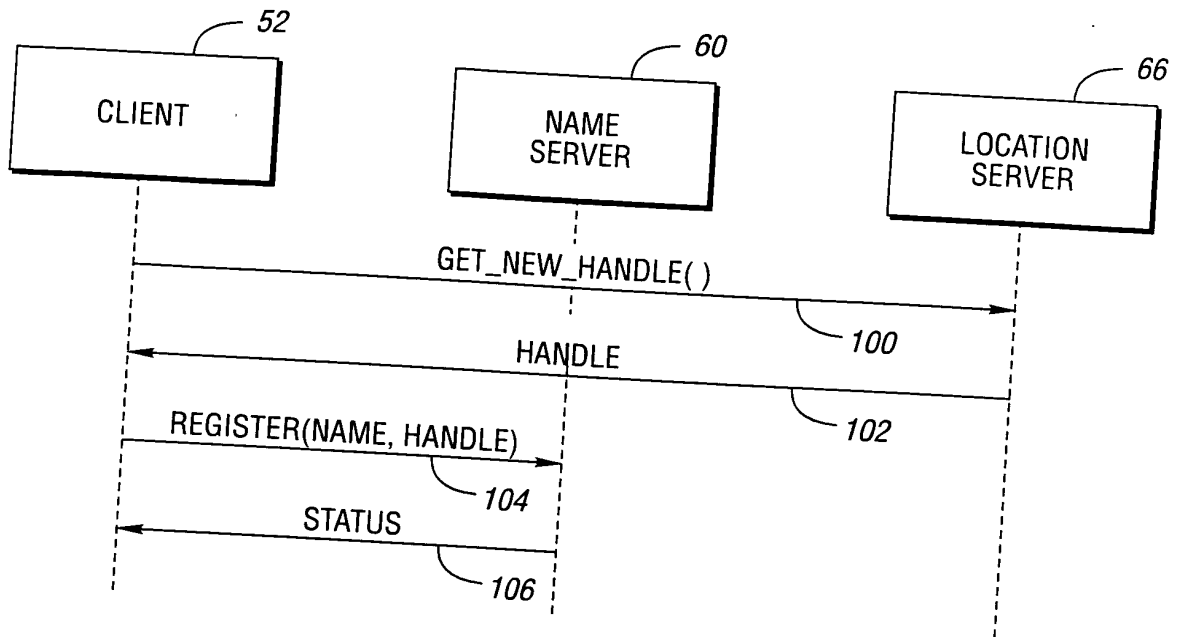 52
60
66
CLIENT
NAME
SERVER
LOCATION
SERVER
GET_NEW_HANDLE( )
100
HANDLE
102
REGISTER(NAME, HANDLE)
104
STATUS
106